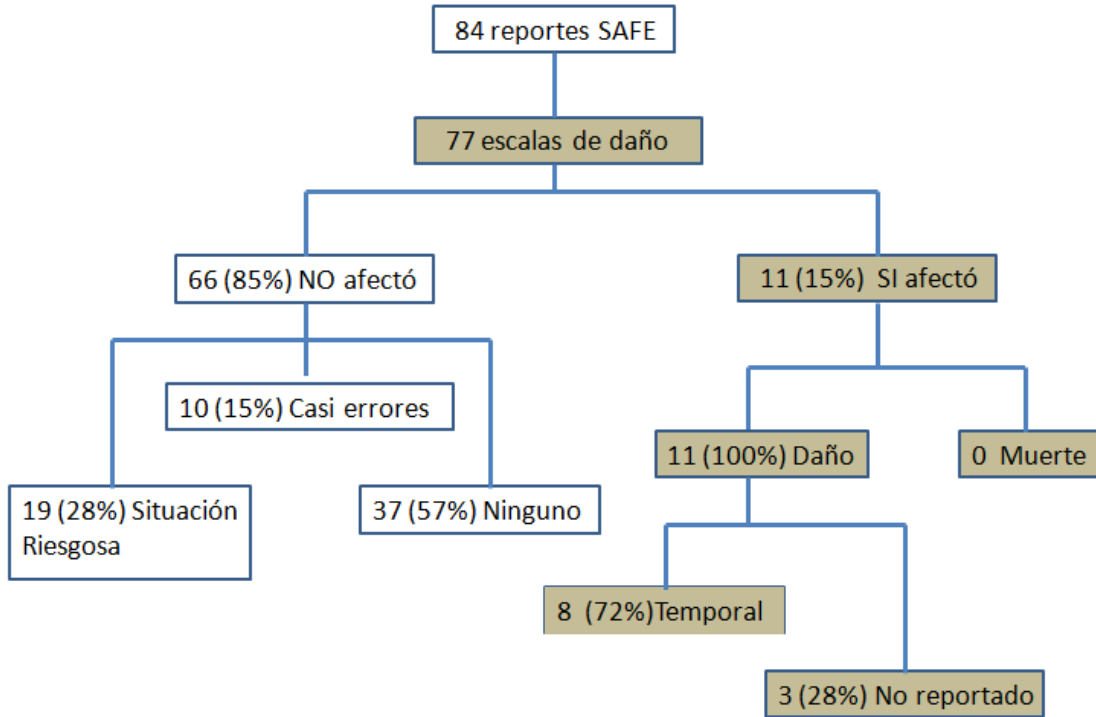 84 reportes SAFE
77 escalas de daño
66 (85%) NO afectó
11 (15%) SI afectó
10 (15%) Casi errores
11 (100%) Daño
0 Muerte
19 (28%) Situación
Riesgosa
37 (57%) Ninguno
8 (72%)Temporal
3 (28%) No reportado